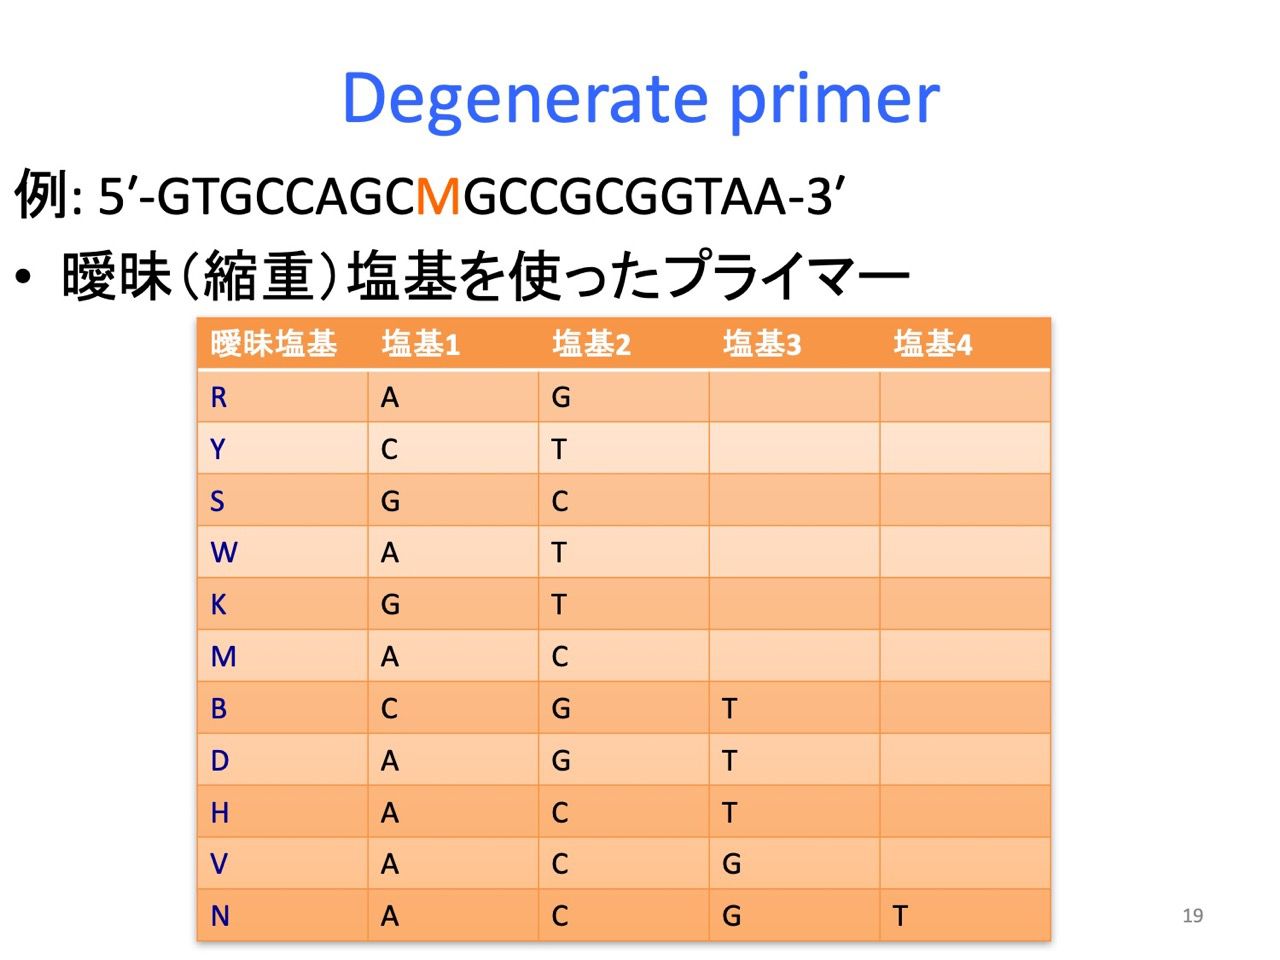 Degenerate primer
例: 5′-GTGCCAGCMGCCGCGGTAA-3′
• 曖昧（縮重）塩基を使ったプライマー
曖昧塩基 塩基1 塩基2 塩基3 塩基4
R A G
Y C T
S G C
W A T
K G T
M A C
B C G T
D A G T
H A C T
V A C G
N A C G T
19